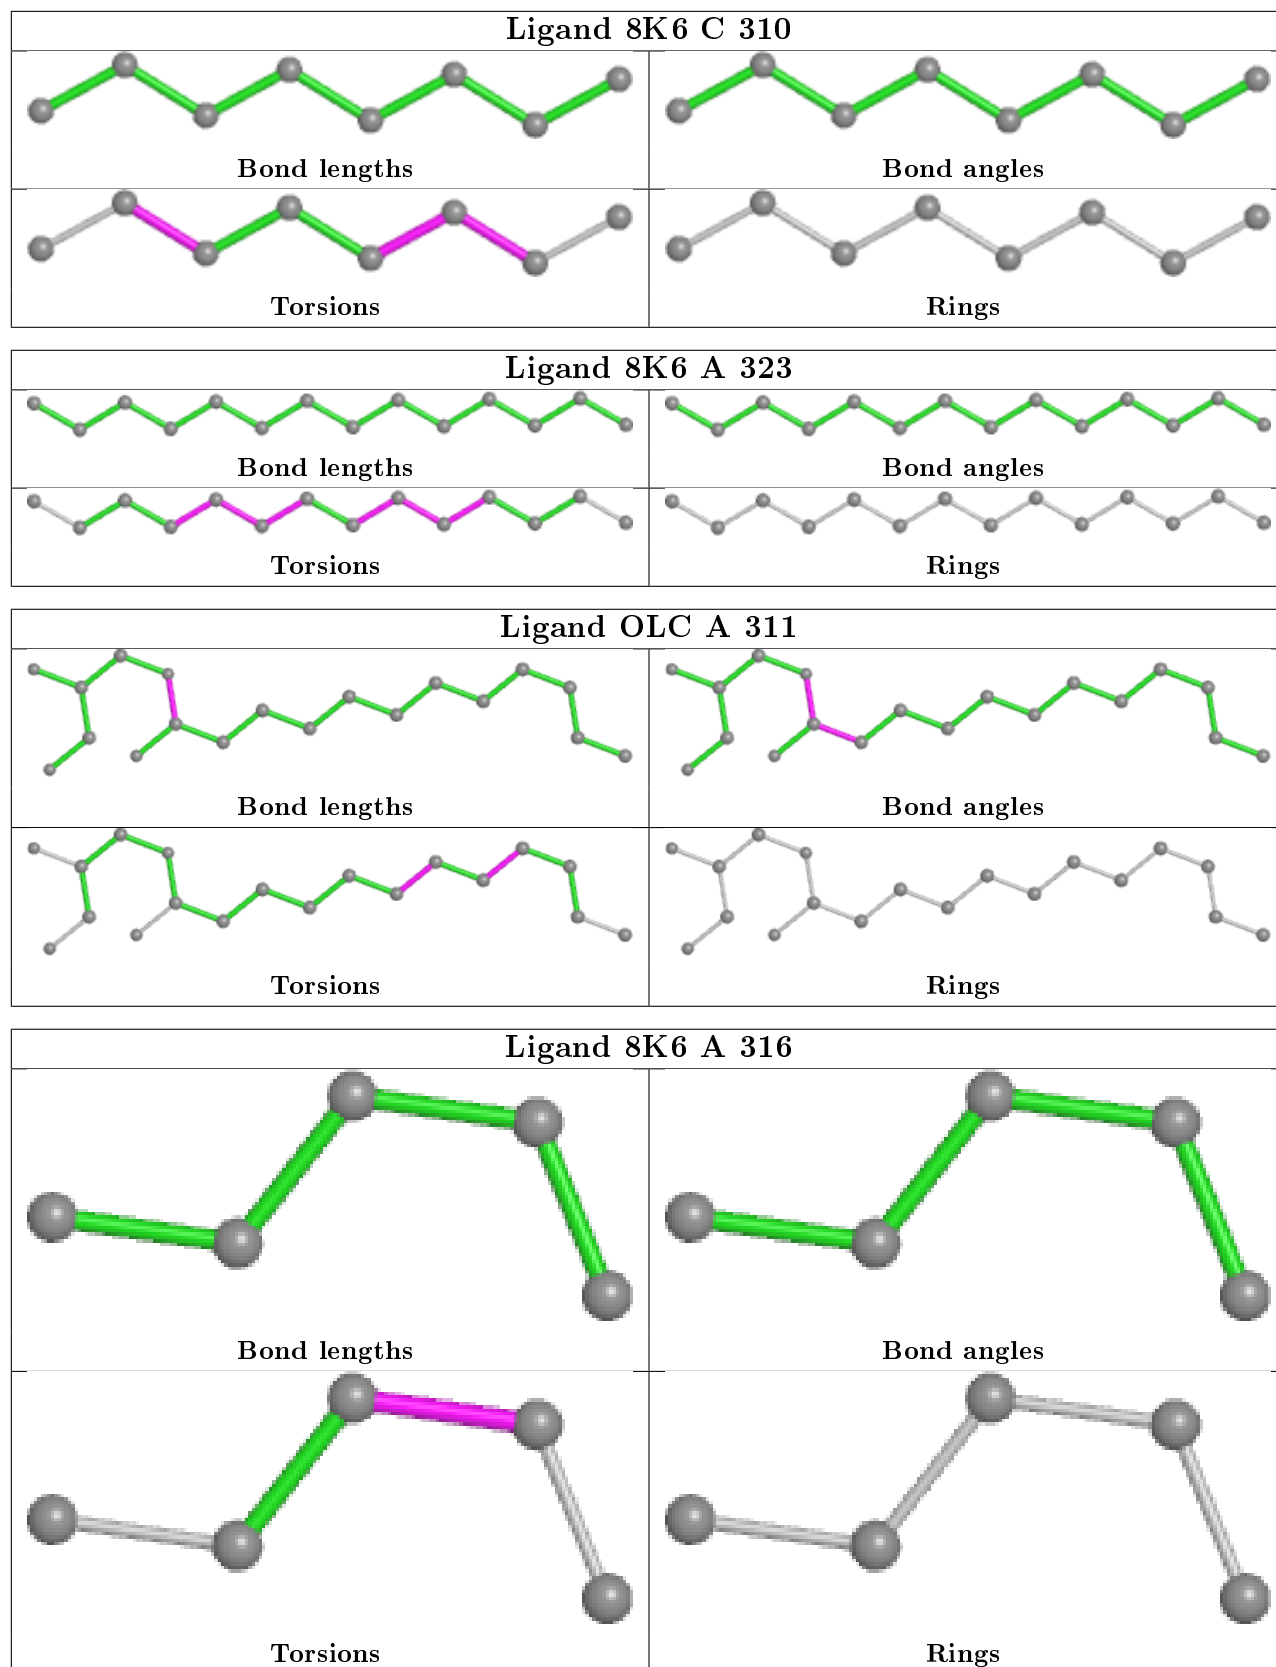 Ligand 8K6 C 310
Bond lengths
Bond angles
Torsions
Rings
Ligand 8K6 A 323
Bond lengths
Bond angles
Torsions
Rings
Ligand OLC A 311
Bond lengths
Bond angles
Torsions
Rings
Ligand 8K6 A 316
Bond lengths
Bond angles
Torsions
Rings